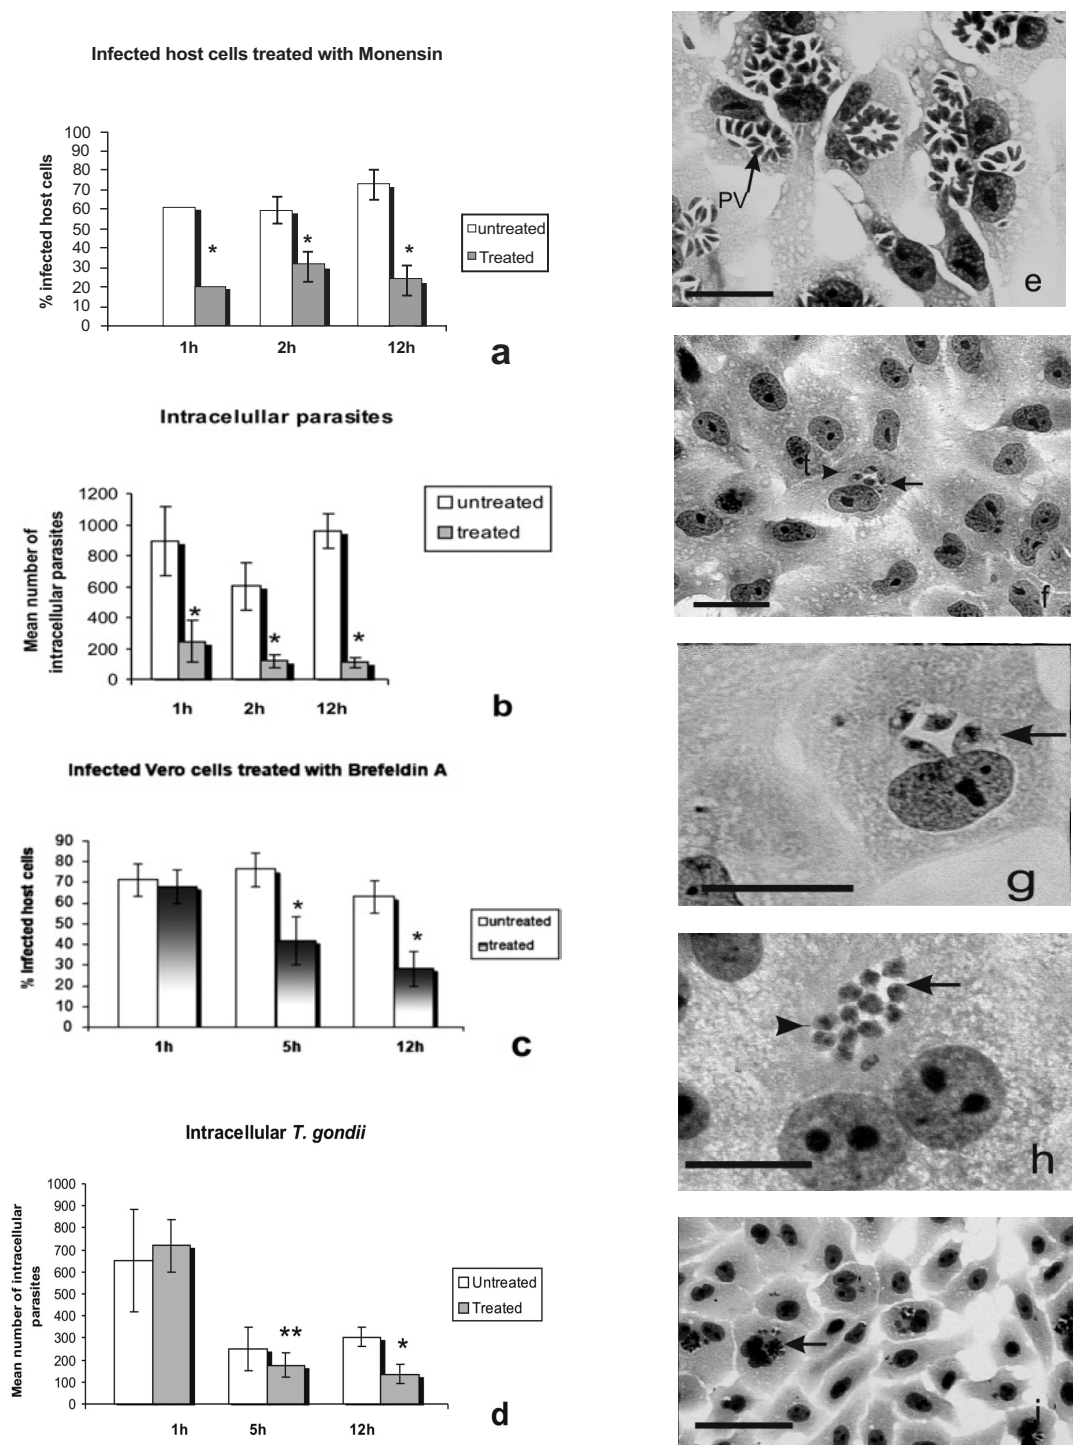 Infected host cells treated with Monensin
% infected host cells
100
90
80
70
60
50
40
30
20
10
0
*
*
*
untreated
Treated
1h 2h 12h
a
Intracelullar parasites
Mean number of
intracellular parasites
1200
1000
800
600
400
200
0
*
*
*
untreated
treated
1h 2h 12h
b
Infected Vero cells treated with Brefeldin A
% Infected host cells
90
80
70
60
50
40
30
20
10
0
*
*
untreated
treated
1h 5h 12h
c
Intracellular T. gondii
Mean number of intracellular
parasites
1000
900
800
700
600
500
400
300
200
100
0
**
*
Untreated
Treated
1h 5h 12h
d
PV
e
t
f
g
h
i